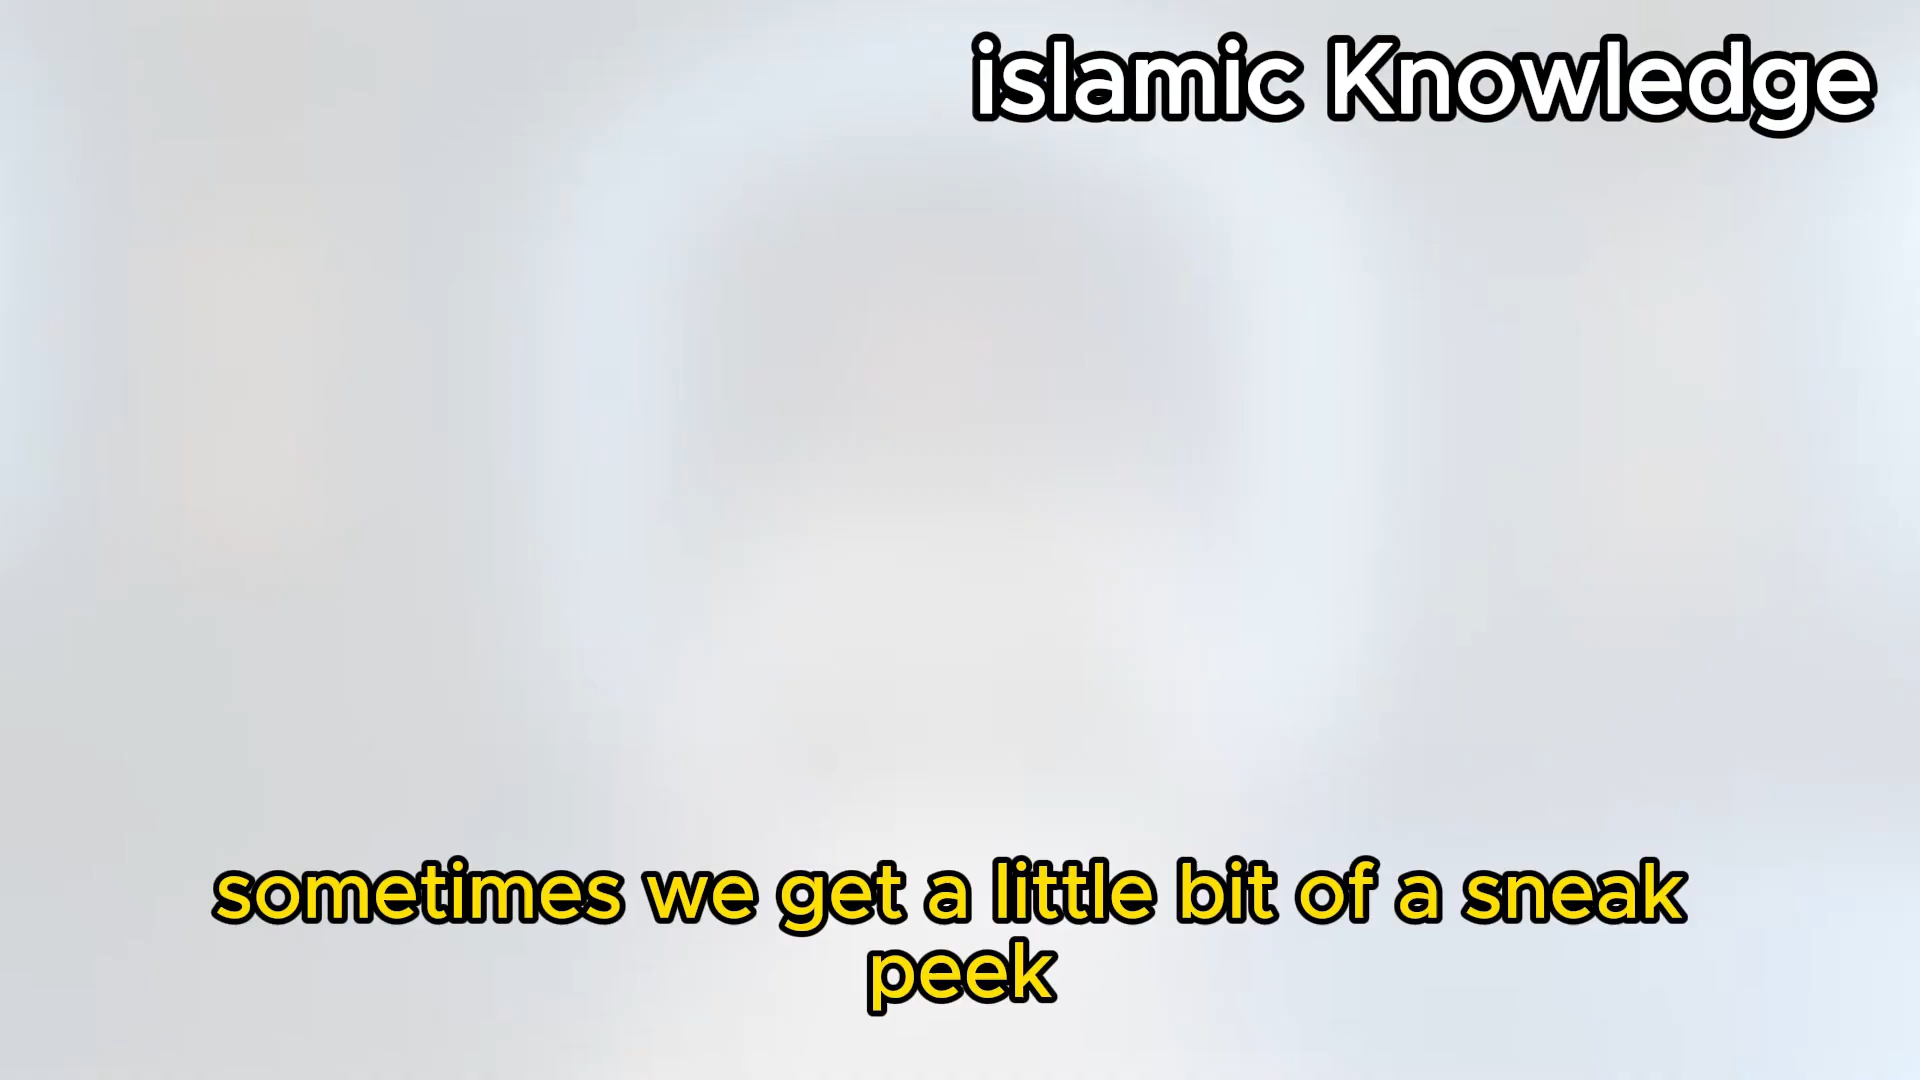 islamic Knowledge
sometimes we get a little bit of a sneak
peek